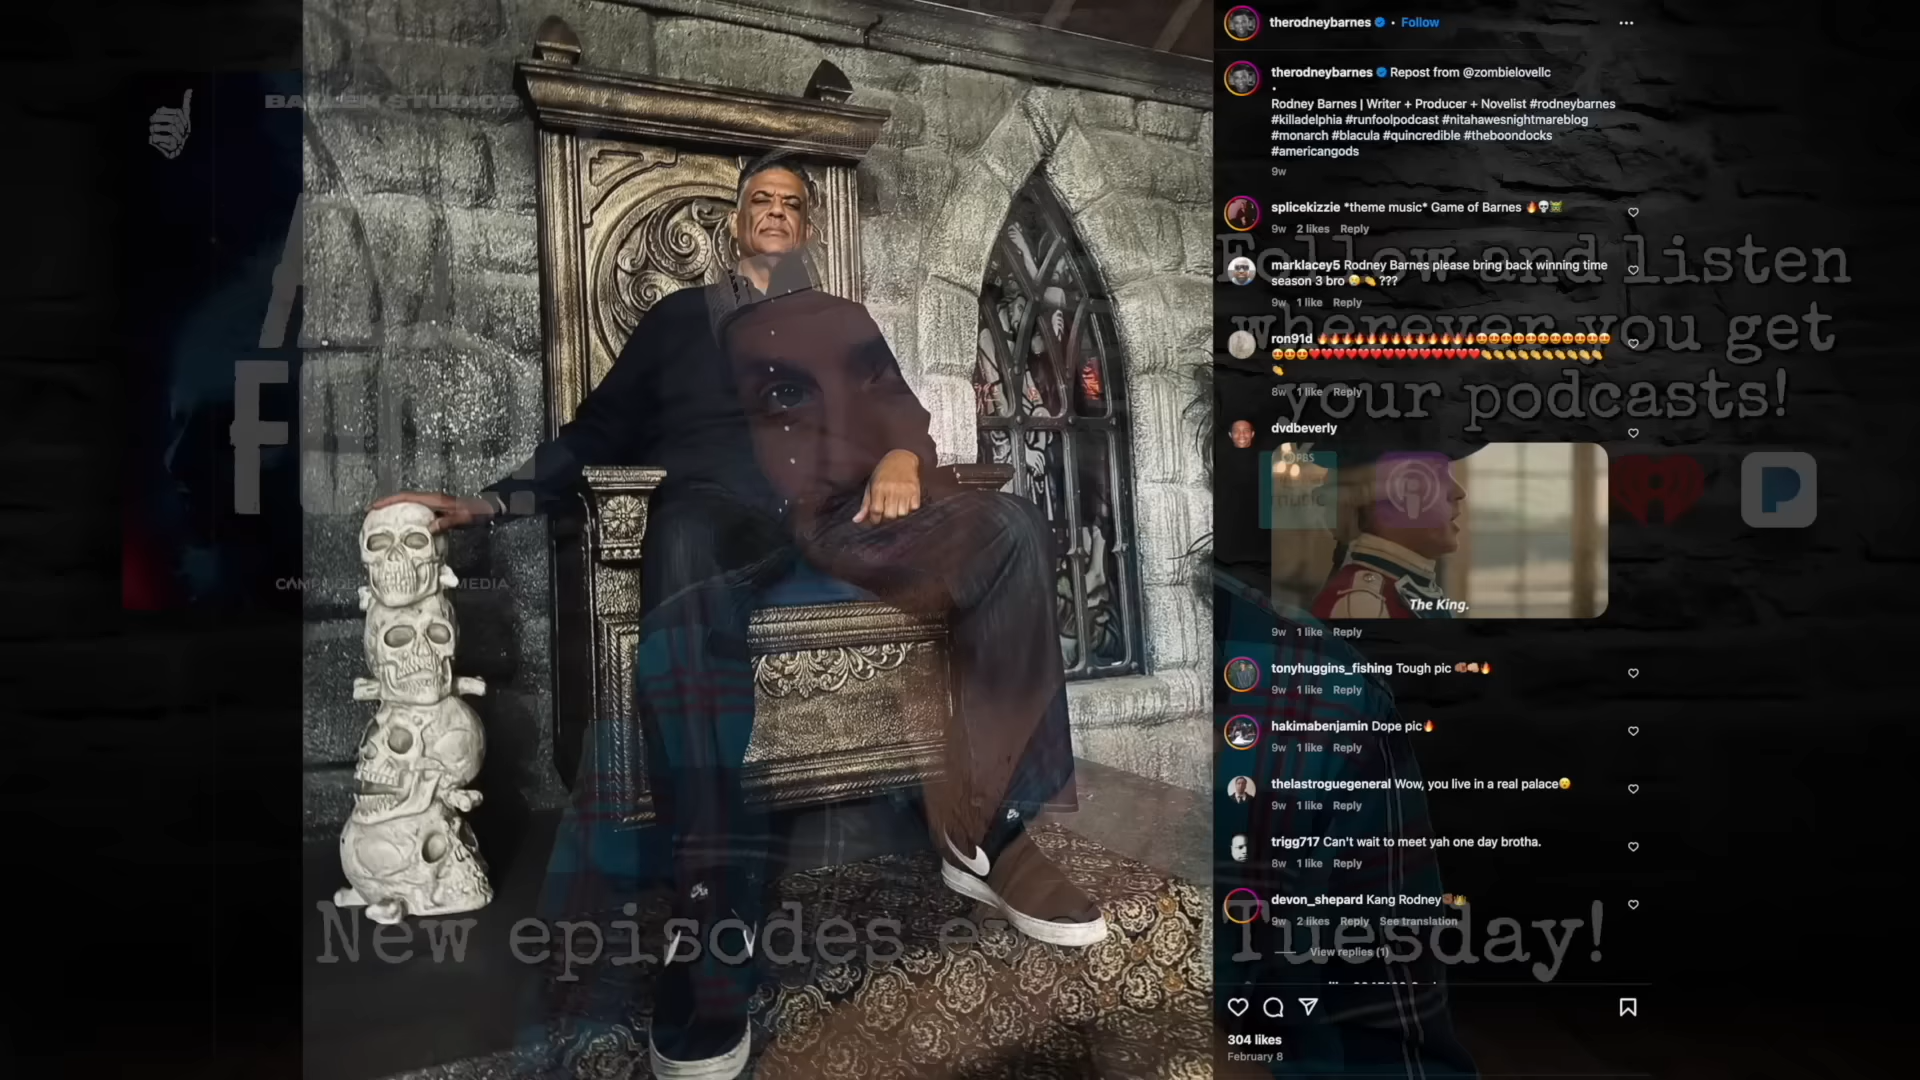 therodneybarnes • Follow
therodneybarnes Repost from @zombielovellc
•
Rodney Barnes | Writer + Producer + Novelist #rodneybarnes
#killadelphia #runfoolpodcast #nitahawesnightmareblog
#monarch #blacula #quincredible #theboondocks
#americangods
9w
splicekizzie *theme music* Game of Barnes 🔥💀👹
9w 2 likes Reply
marklacey5 Rodney Barnes please bring back winning time
season 3 bro 😢👏 ???
9w 1 like Reply
ron91d
8w 1 like Reply
dvdbeverly
PBS
music
The King.
9w 1 like Reply
tonyhuggins_fishing Tough pic
9w 1 like Reply
hakimabenjamin Dope pic🔥
9w 1 like Reply
thelastroguegeneral Wow, you live in a real palace😮
9w 1 like Reply
trigg717 Can't wait to meet yah one day brotha.
8w 1 like Reply
devon_shepard Kang Rodney
9w 2 likes Reply See translation
View replies (1)
304 likes
February 8
STUDIOS
MEDIA
Follow and listen
wherever you get
your podcasts!
New episodes
Tuesday!